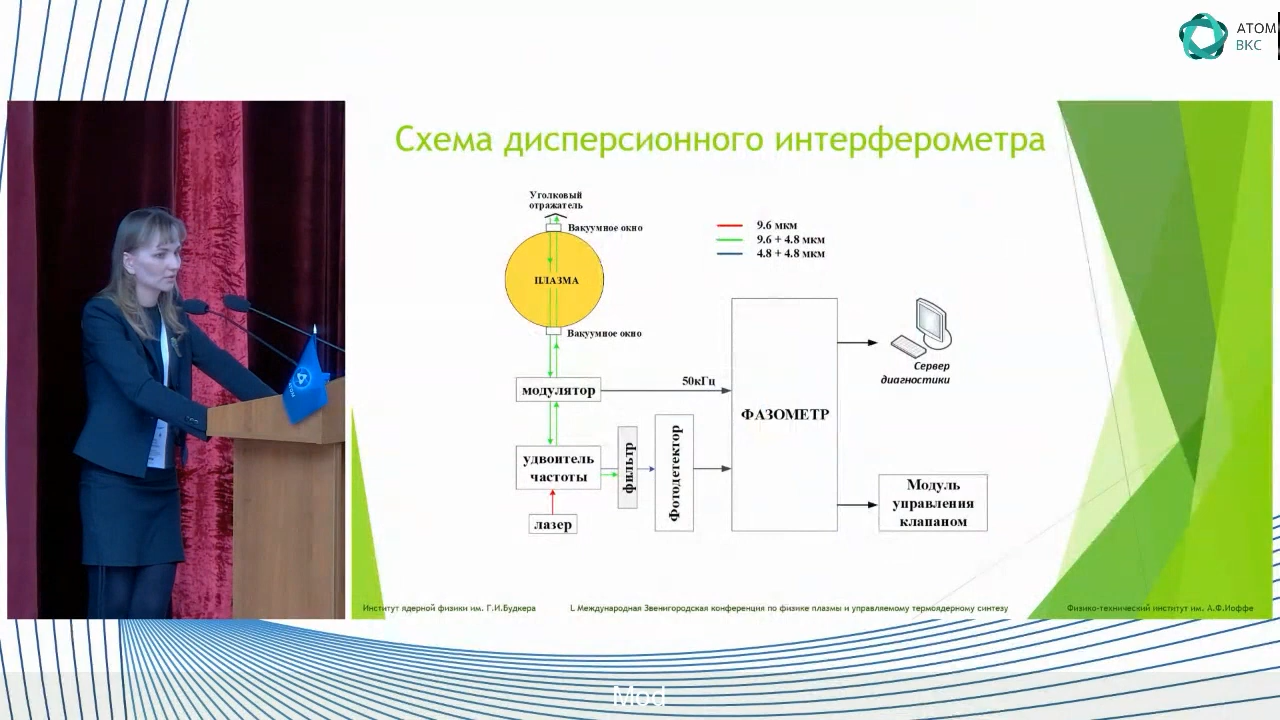 АТОМ
ВКС
Схема дисперсионного интерферометра
Уголковый
отражатель
Вакуумное окно
ПЛАЗМА
Вакуумное окно
9.6 мкм
9.6 + 4.8 мкм
4.8 + 4.8 мкм
модулятор
50кГц
удвоитель
частоты
фильтр
Фотодетектор
лазер
ФАЗОМЕТР
Сервер
диагностики
Модуль
управления
клапаном
Институт ядерной физики им. Г.И.Будкера
L Международная Звенигородская конференция по физике плазмы и управляемому термоядерному синтезу
Физико-технический институт им. А.Ф.Иоффе
Mod